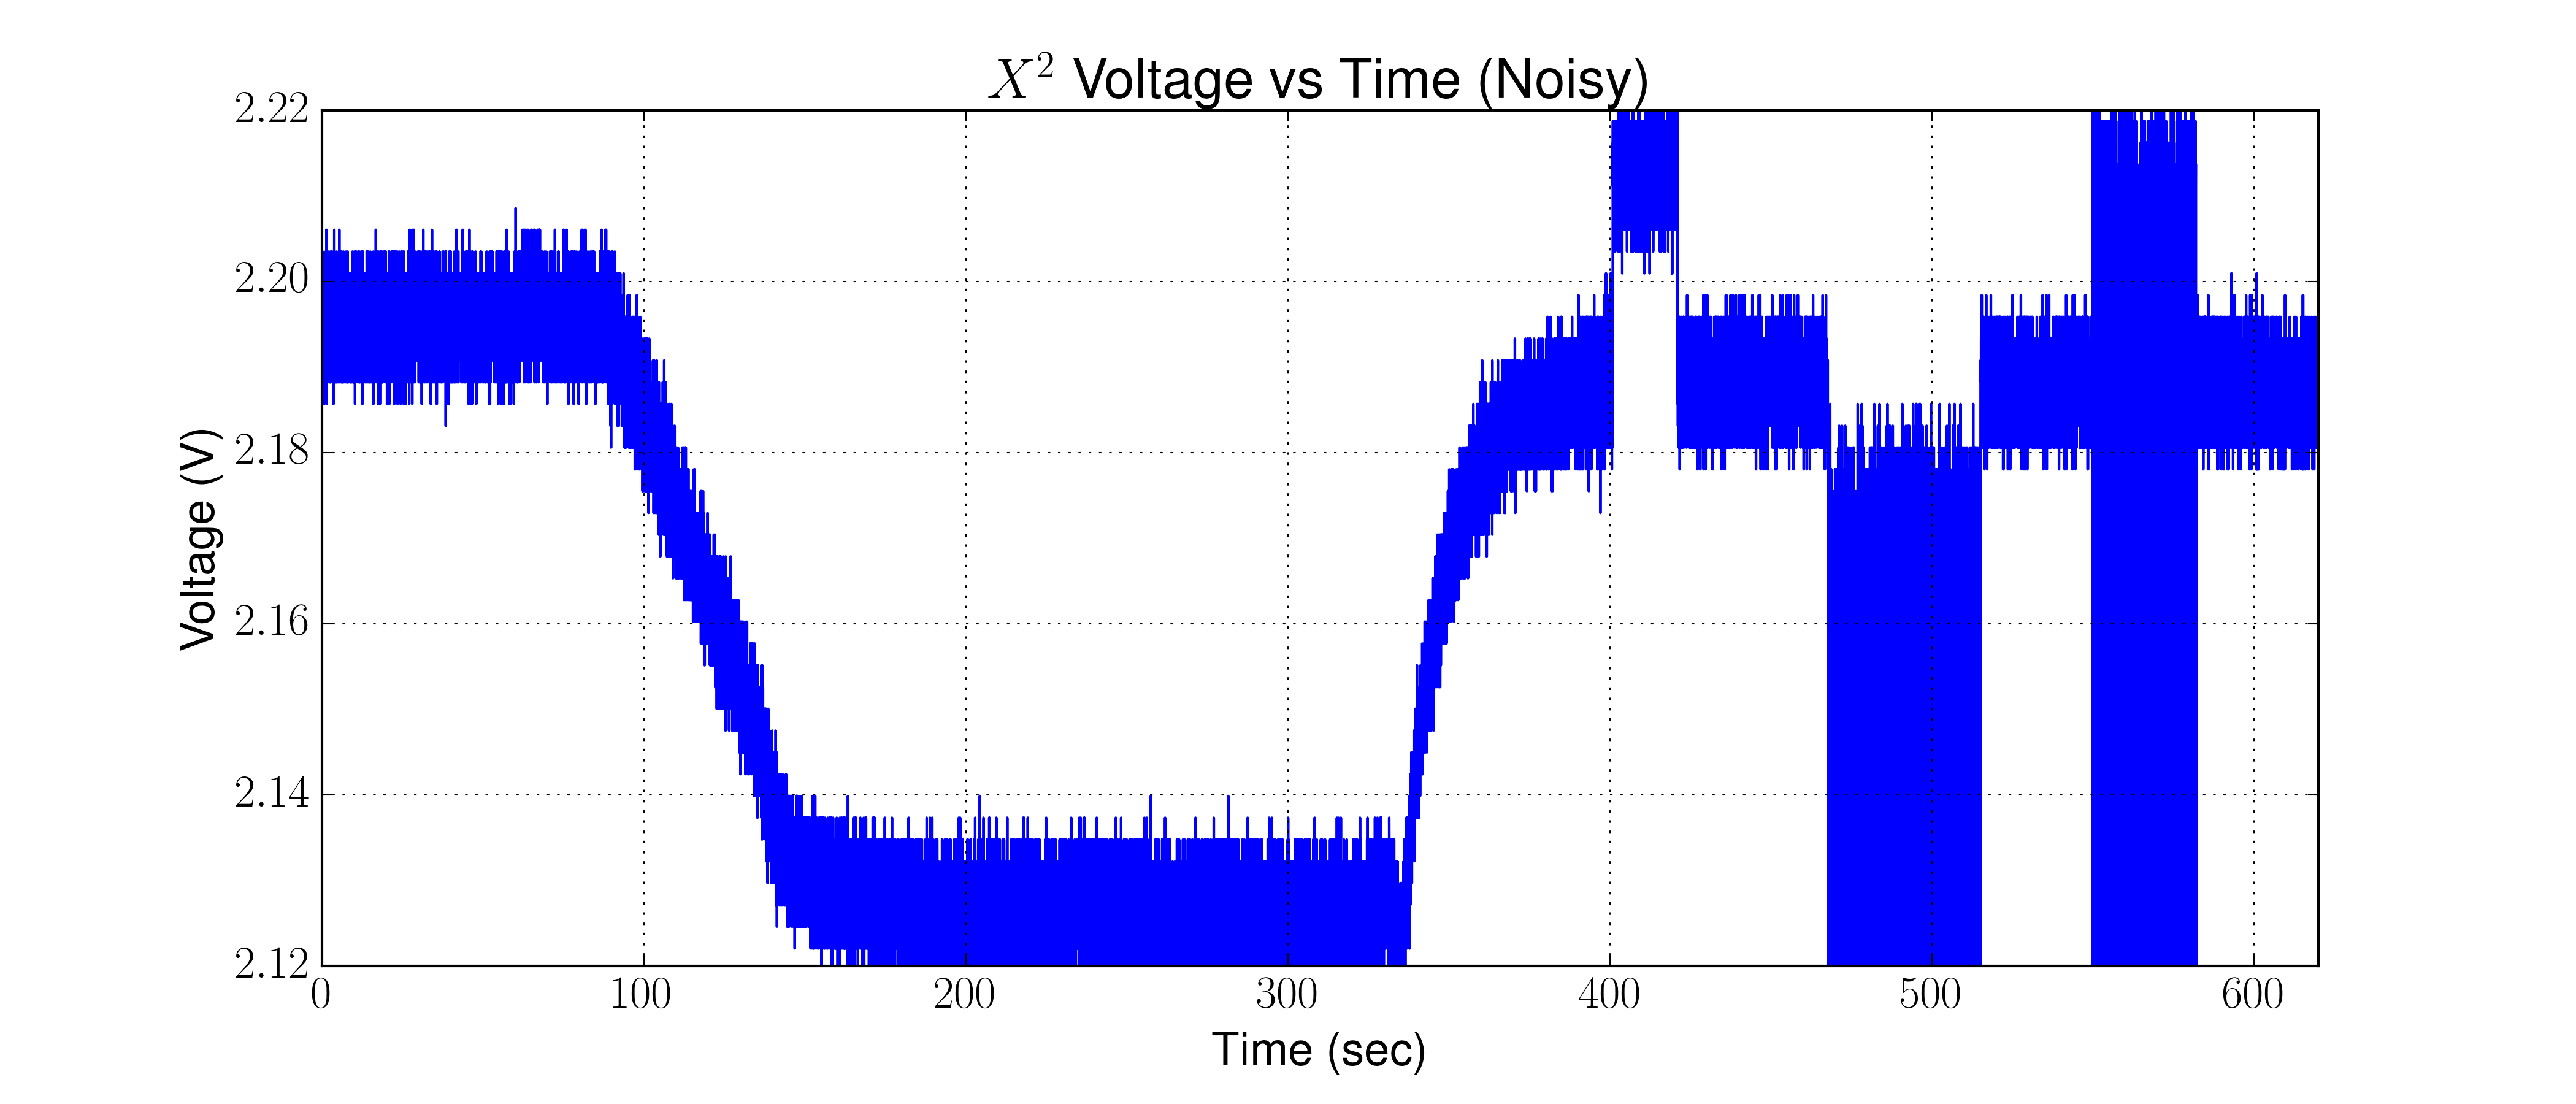 X² Voltage vs Time (Noisy)
2.22
2.20
2.18
2.16
2.14
2.12
Voltage (V)
0 100 200 300 400 500 600
Time (sec)